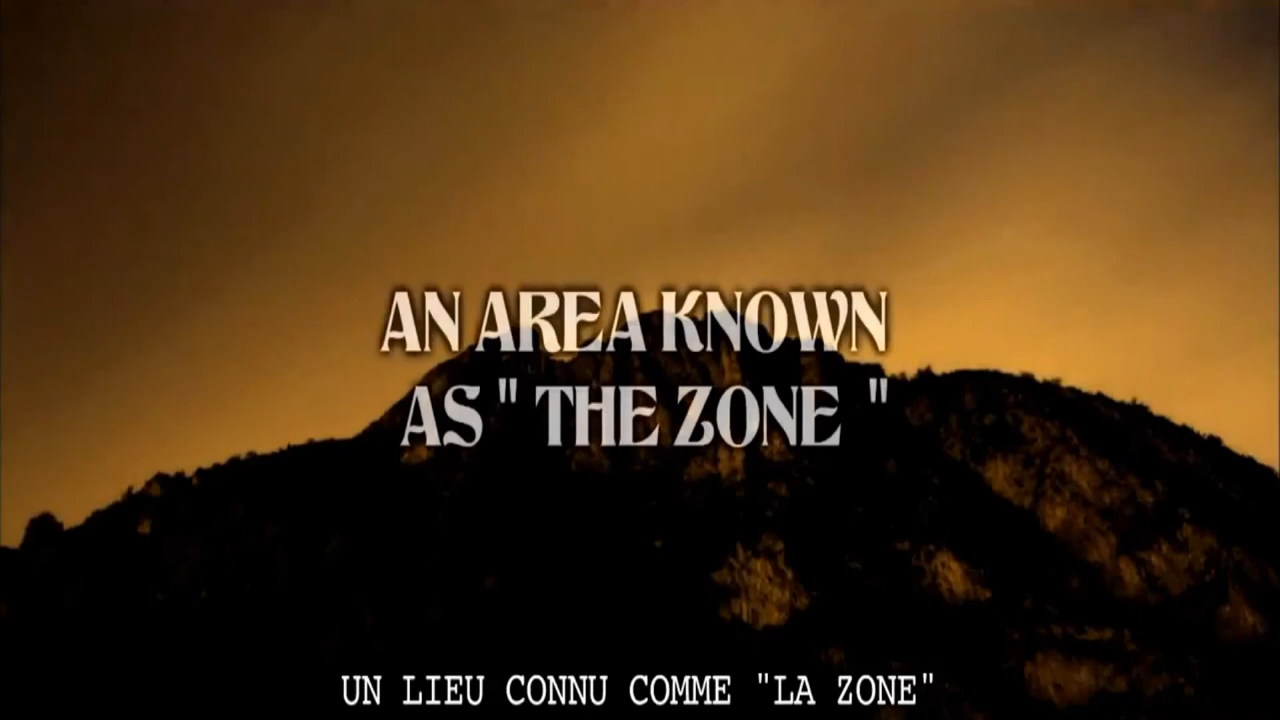 AN AREA KNOWN
AS " THE ZONE "
UN LIEU CONNU COMME "LA ZONE"